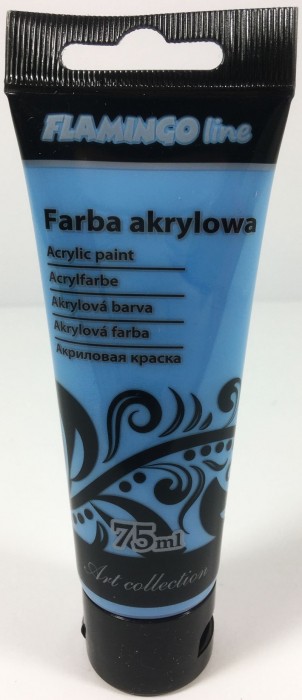 FLAMINGO line
Farba akrylowa
Acrylic paint
Acrylfarbe
Akrylová barva
Akrylová farba
Акриловая краска
75ml
Art collection